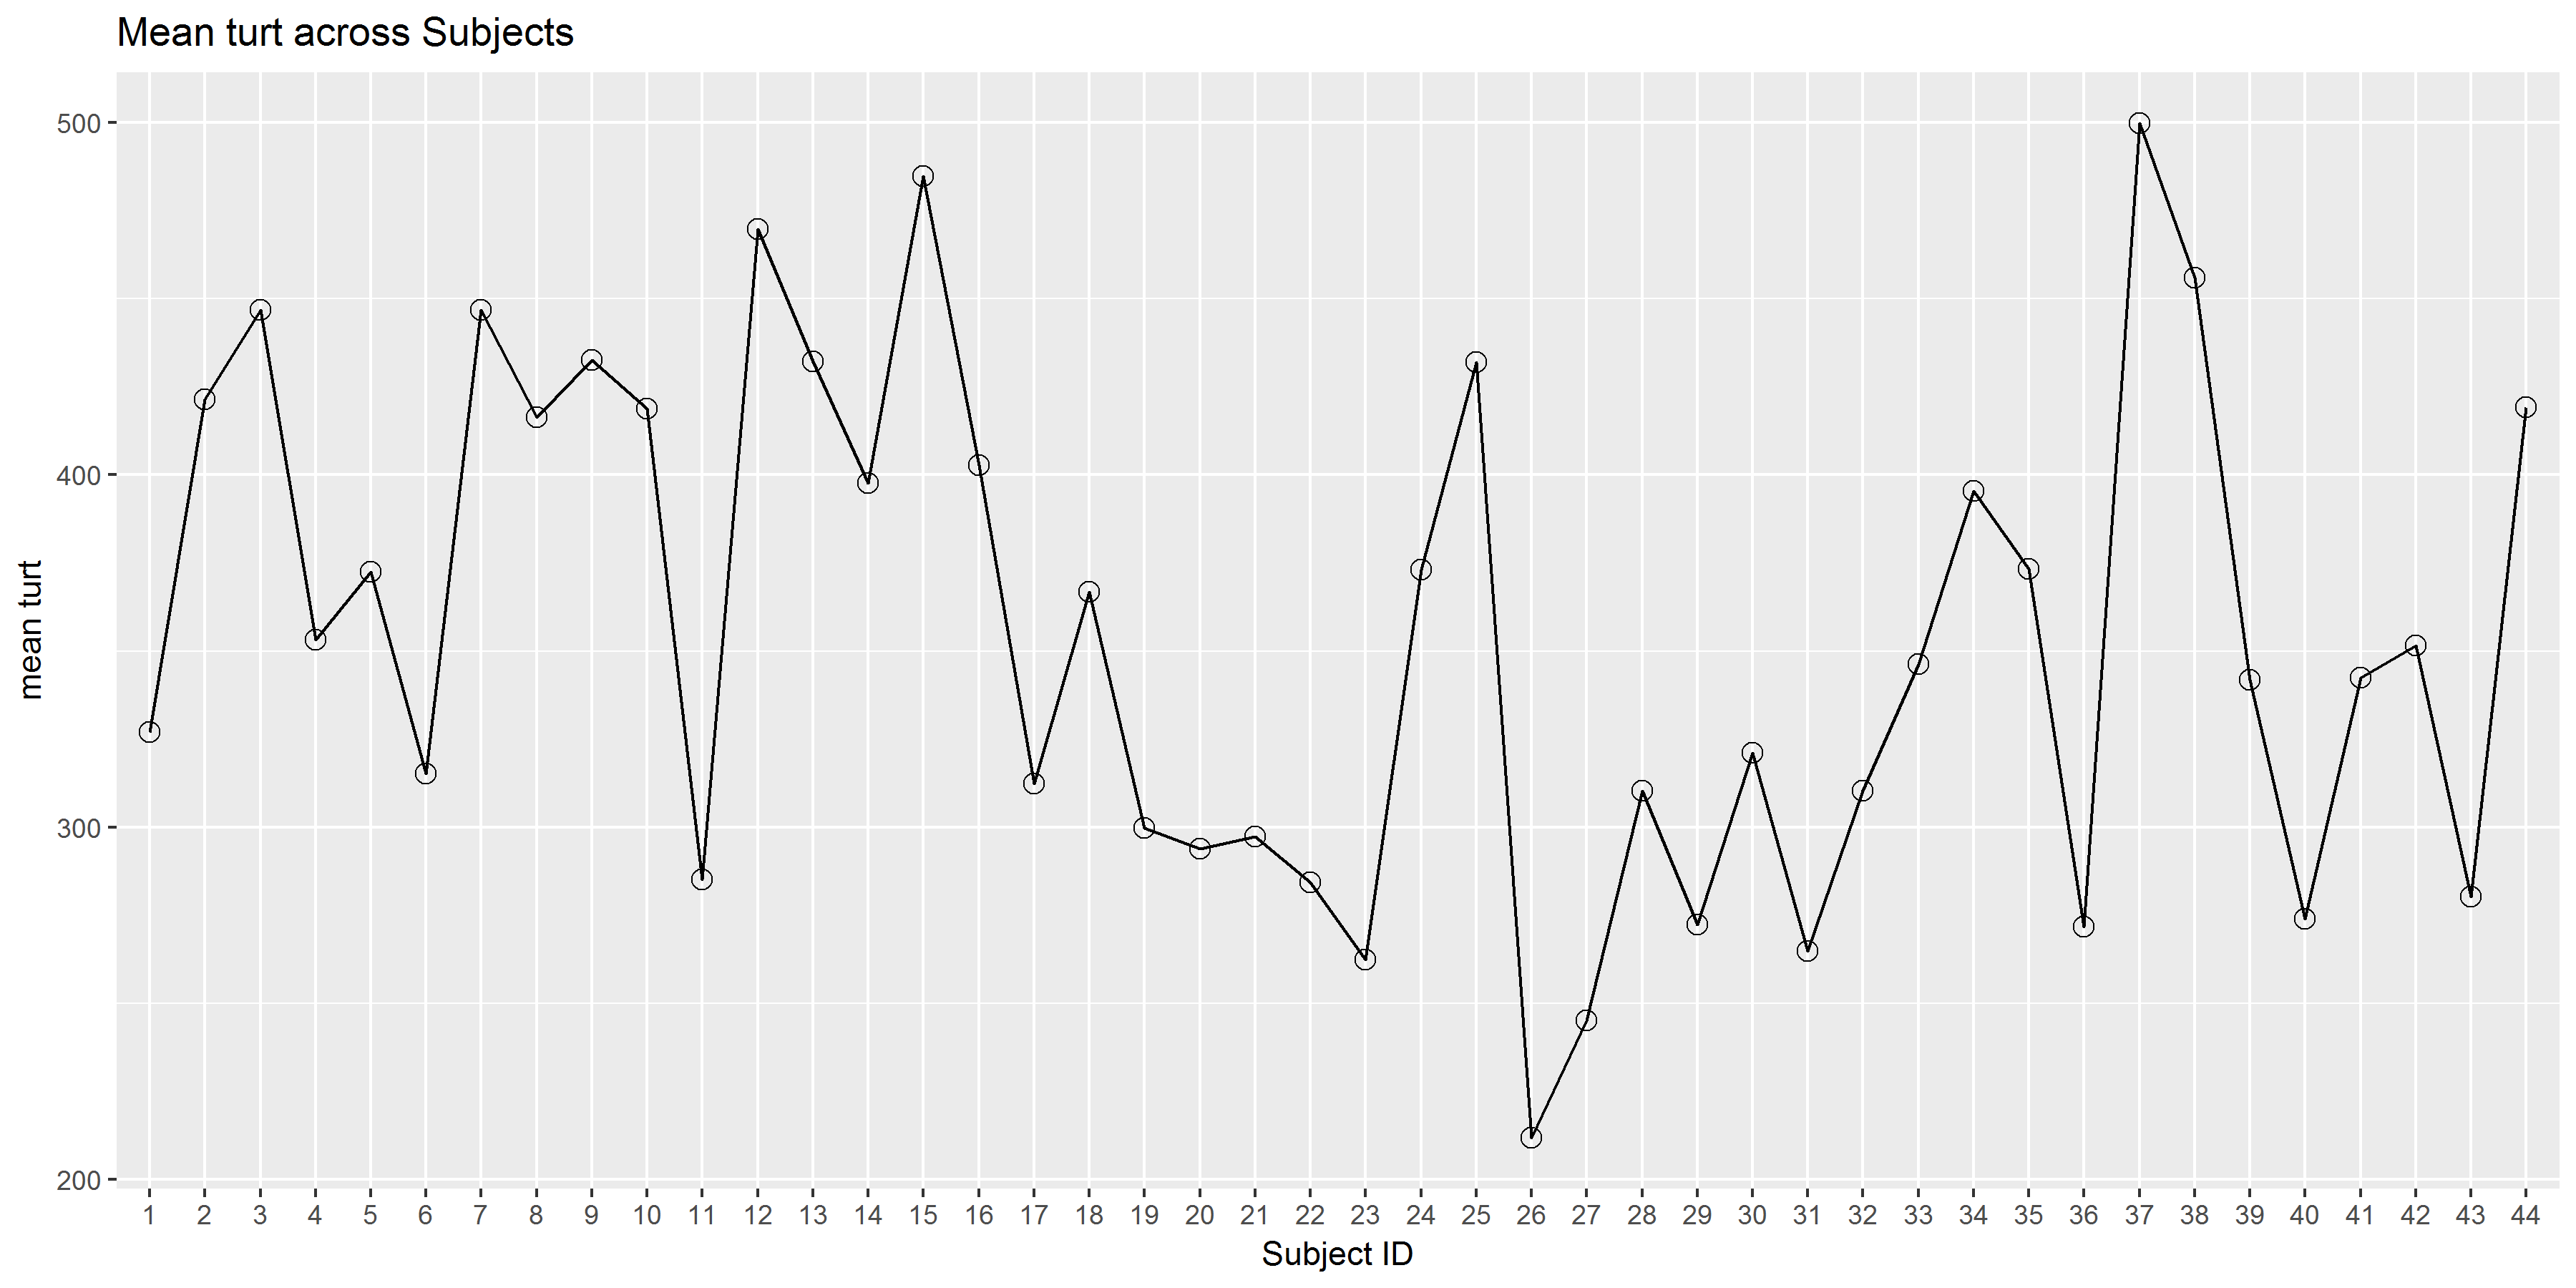 Mean turt across Subjects
500
400
300
200
mean turt
1 2 3 4 5 6 7 8 9 10 11 12 13 14 15 16 17 18 19 20 21 22 23 24 25 26 27 28 29 30 31 32 33 34 35 36 37 38 39 40 41 42 43 44
Subject ID